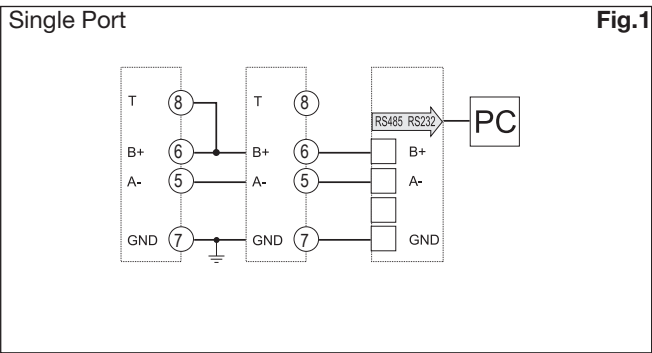 Single Port Fig.1
T 8 T 8
RS485 RS232 PC
B+ 6 B+ 6 B+
A- 5 A- 5 A-
GND 7 GND 7 GND